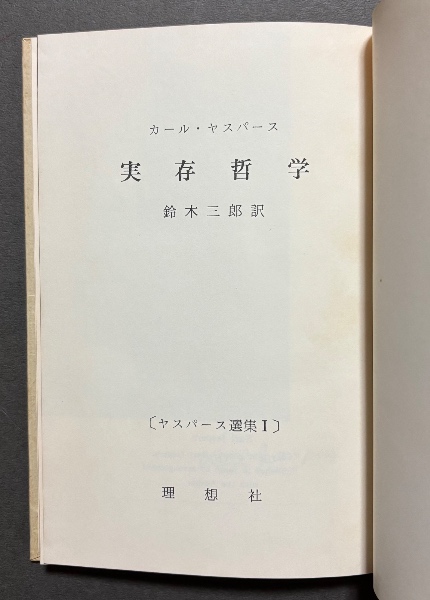 カール・ヤスパース
実存哲学
鈴木三郎訳
〔ヤスパース選集Ⅰ〕
理想社